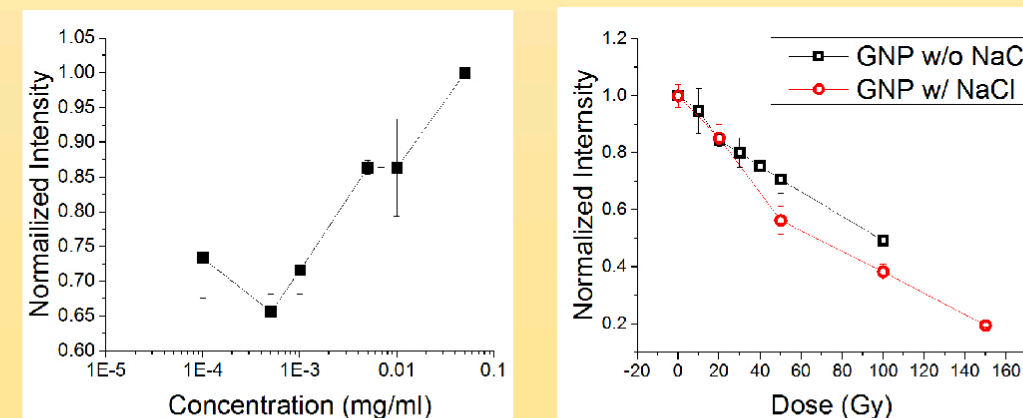 1.05
1.00
0.95
0.90
0.85
0.80
0.75
0.70
0.65
0.60
1E-5 1E-4 1E-3 0.01 0.1
Normailized Intensity
Concentration (mg/ml)
1.2
1.0
0.8
0.6
0.4
0.2
-20 0 20 40 60 80 100 120 140 160
Normalized Internsity
Dose (Gy)
GNP w/o NaC
GNP w/ NaCl